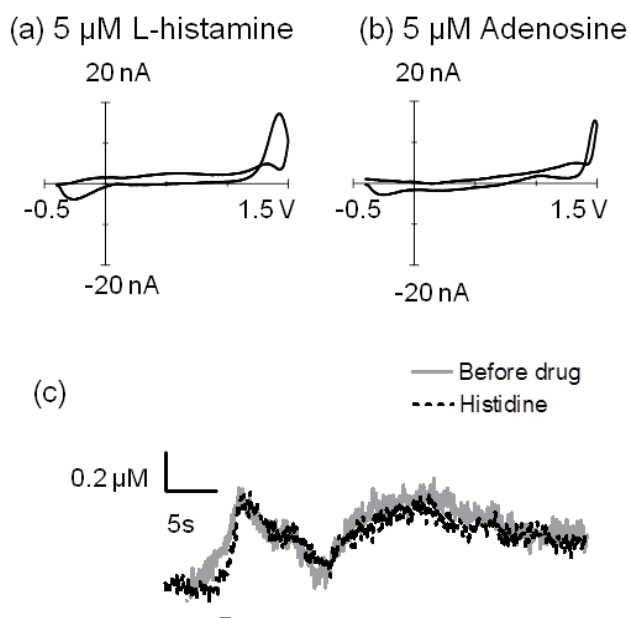 (a) 5 µM L-histamine
(b) 5 µM Adenosine
20 nA
20 nA
-0.5
1.5 V
-0.5
1.5 V
-20 nA
-20 nA
(c)
Before drug
Histidine
0.2 µM
5s